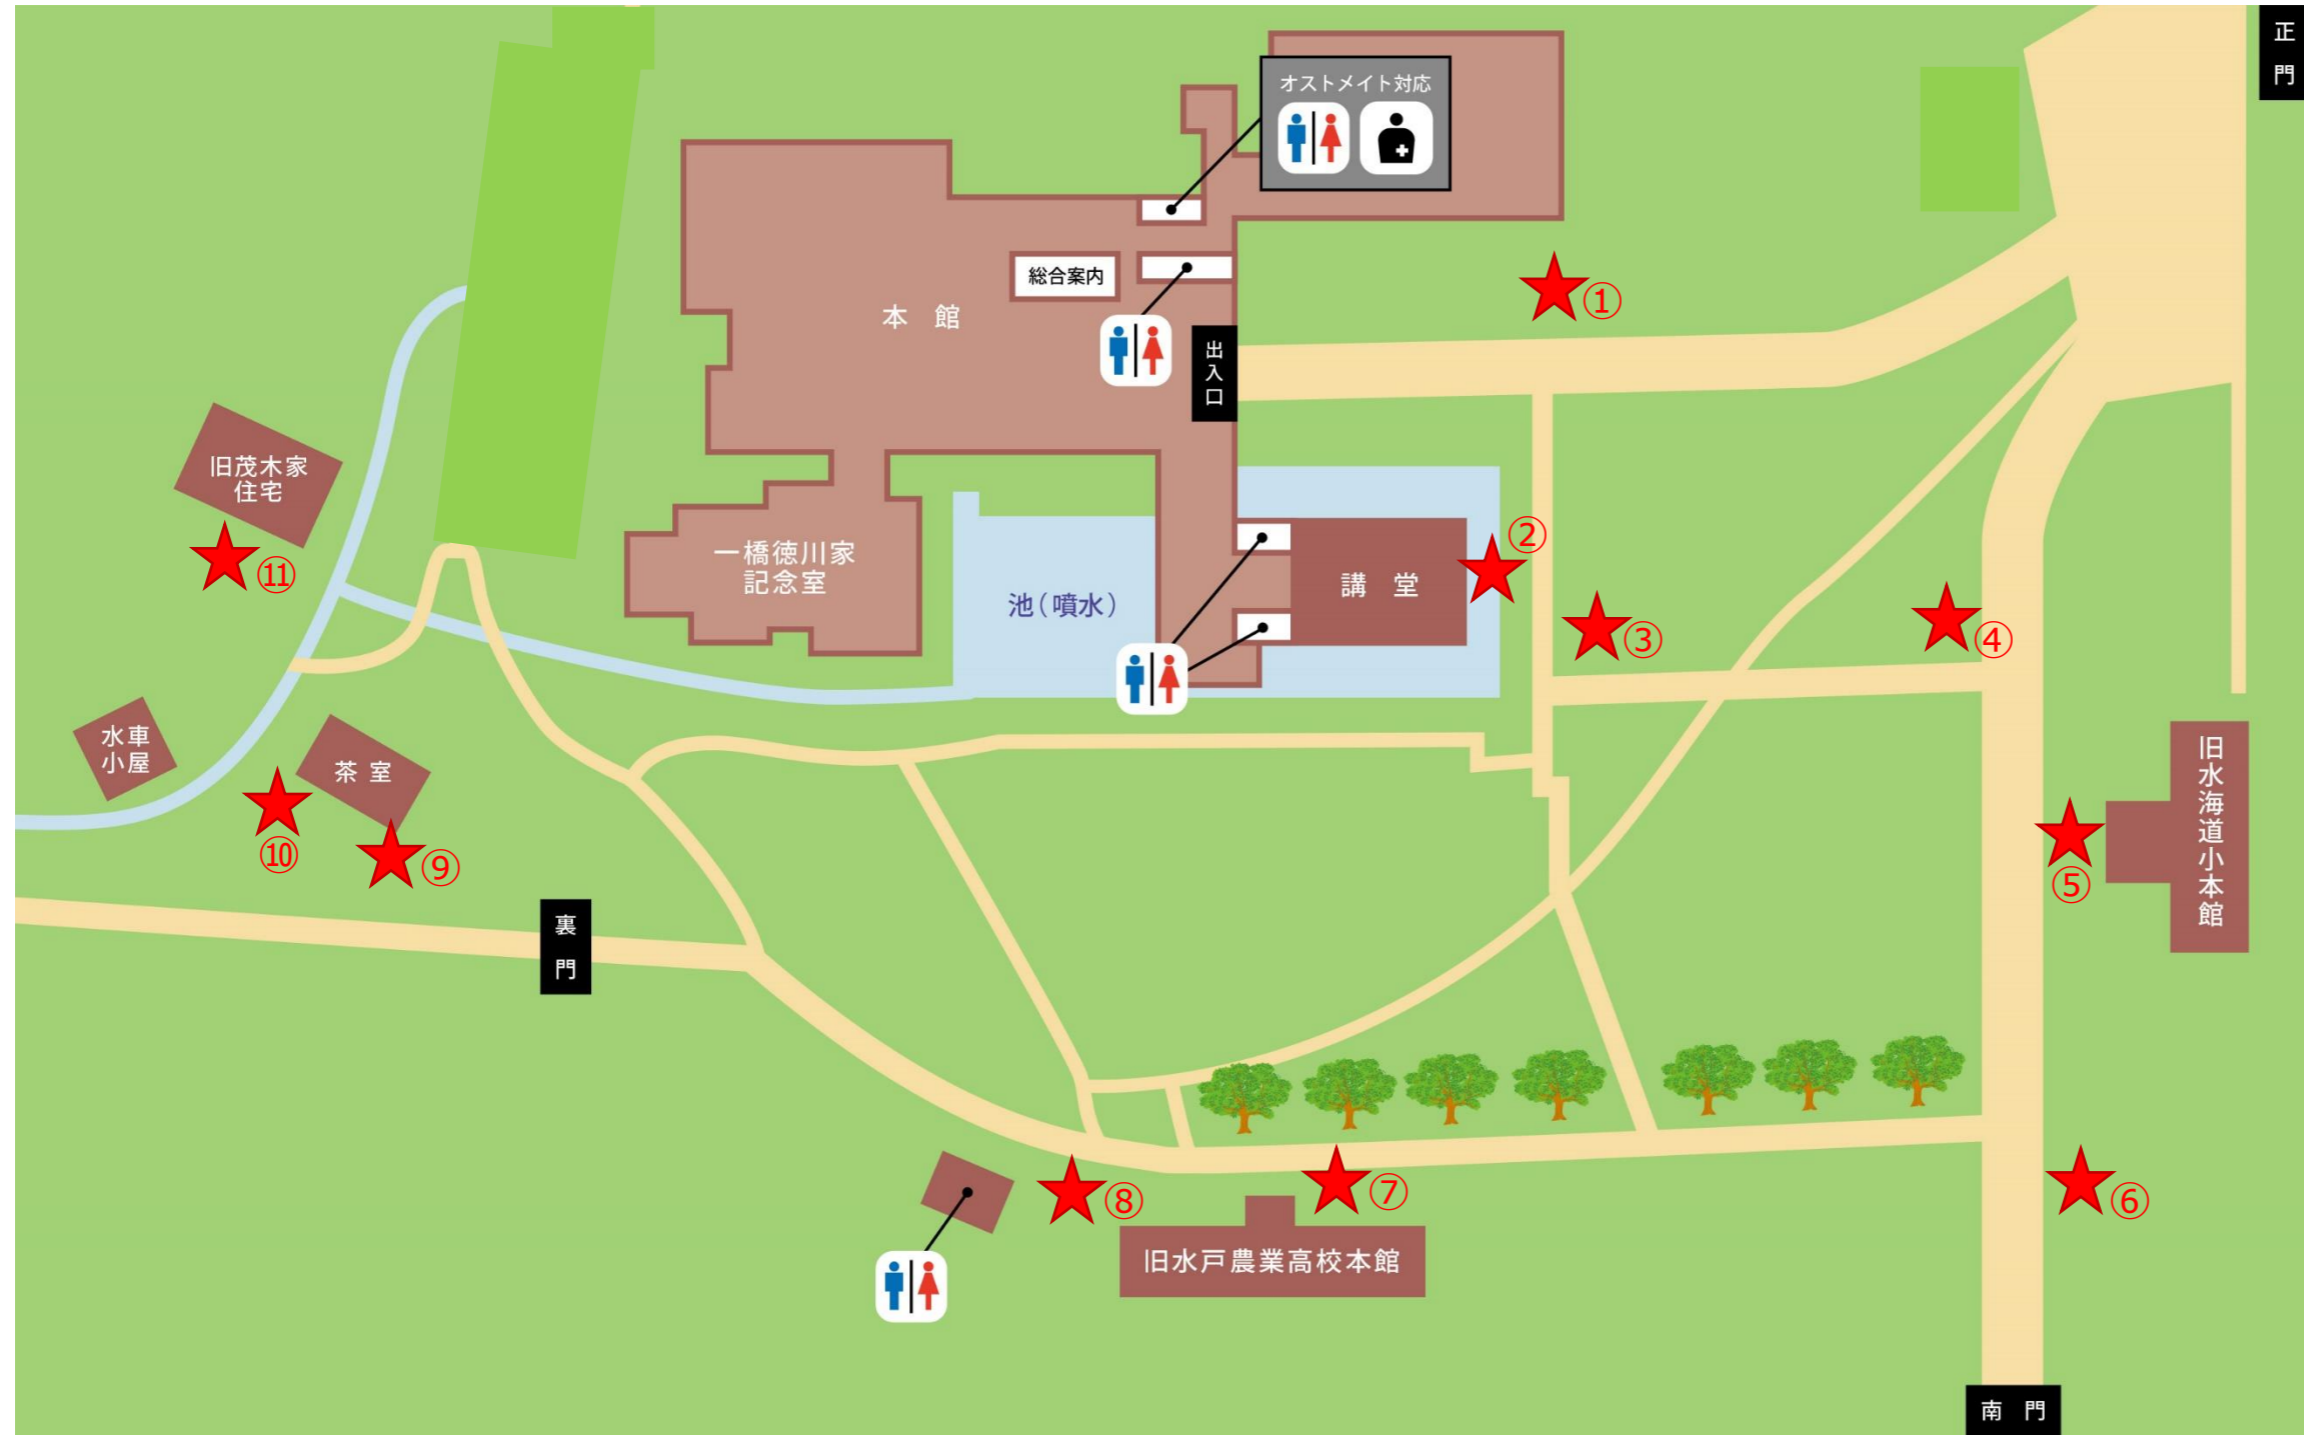 正門
オストメイト対応
総合案内
本館
出入口
①
旧茂木家
住宅
⑪
一橋徳川家
記念室
池(噴水)
講堂
②
③
④
水車
小屋
茶室
⑩
⑨
旧水海道小本館
⑤
裏門
⑧
⑦
⑥
旧水戸農業高校本館
南門